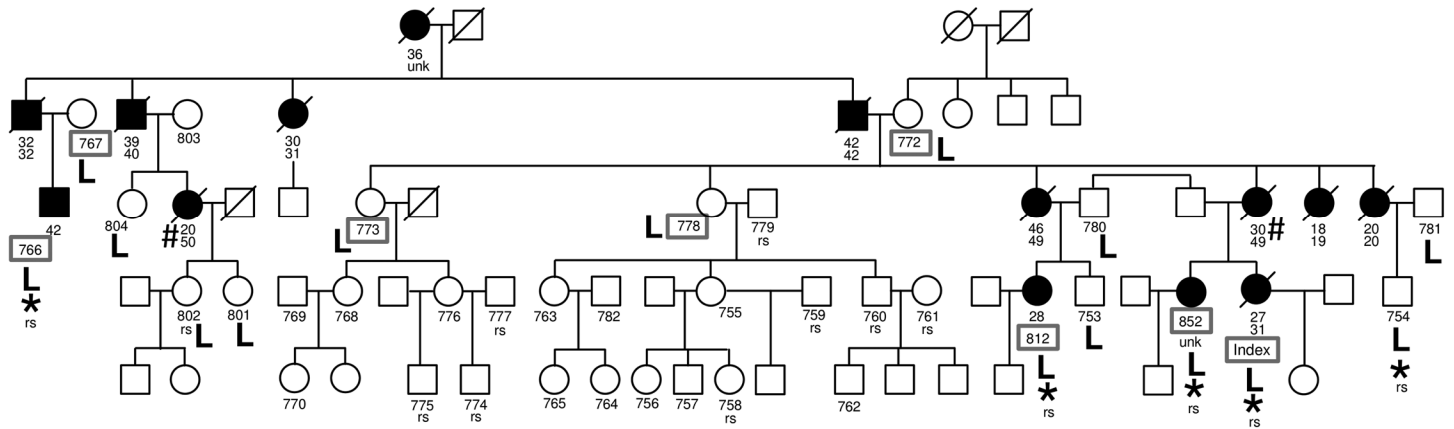 36
unk
32
32
767
L
39
40
803
30
31
42
42
772
L
42
766
L
*
rs
804
L
#
20
50
773
L
L
778
779
rs
46
49
780
L
30
49
#
18
19
20
20
781
L
802
rs
L
801
L
769
768
776
777
rs
763
782
755
759
rs
760
rs
761
rs
28
812
L
*
rs
753
L
852
unk
L
*
rs
27
31
Index
L
*
rs
754
L
*
rs
770
775
rs
774
rs
765
764
756
757
758
rs
762